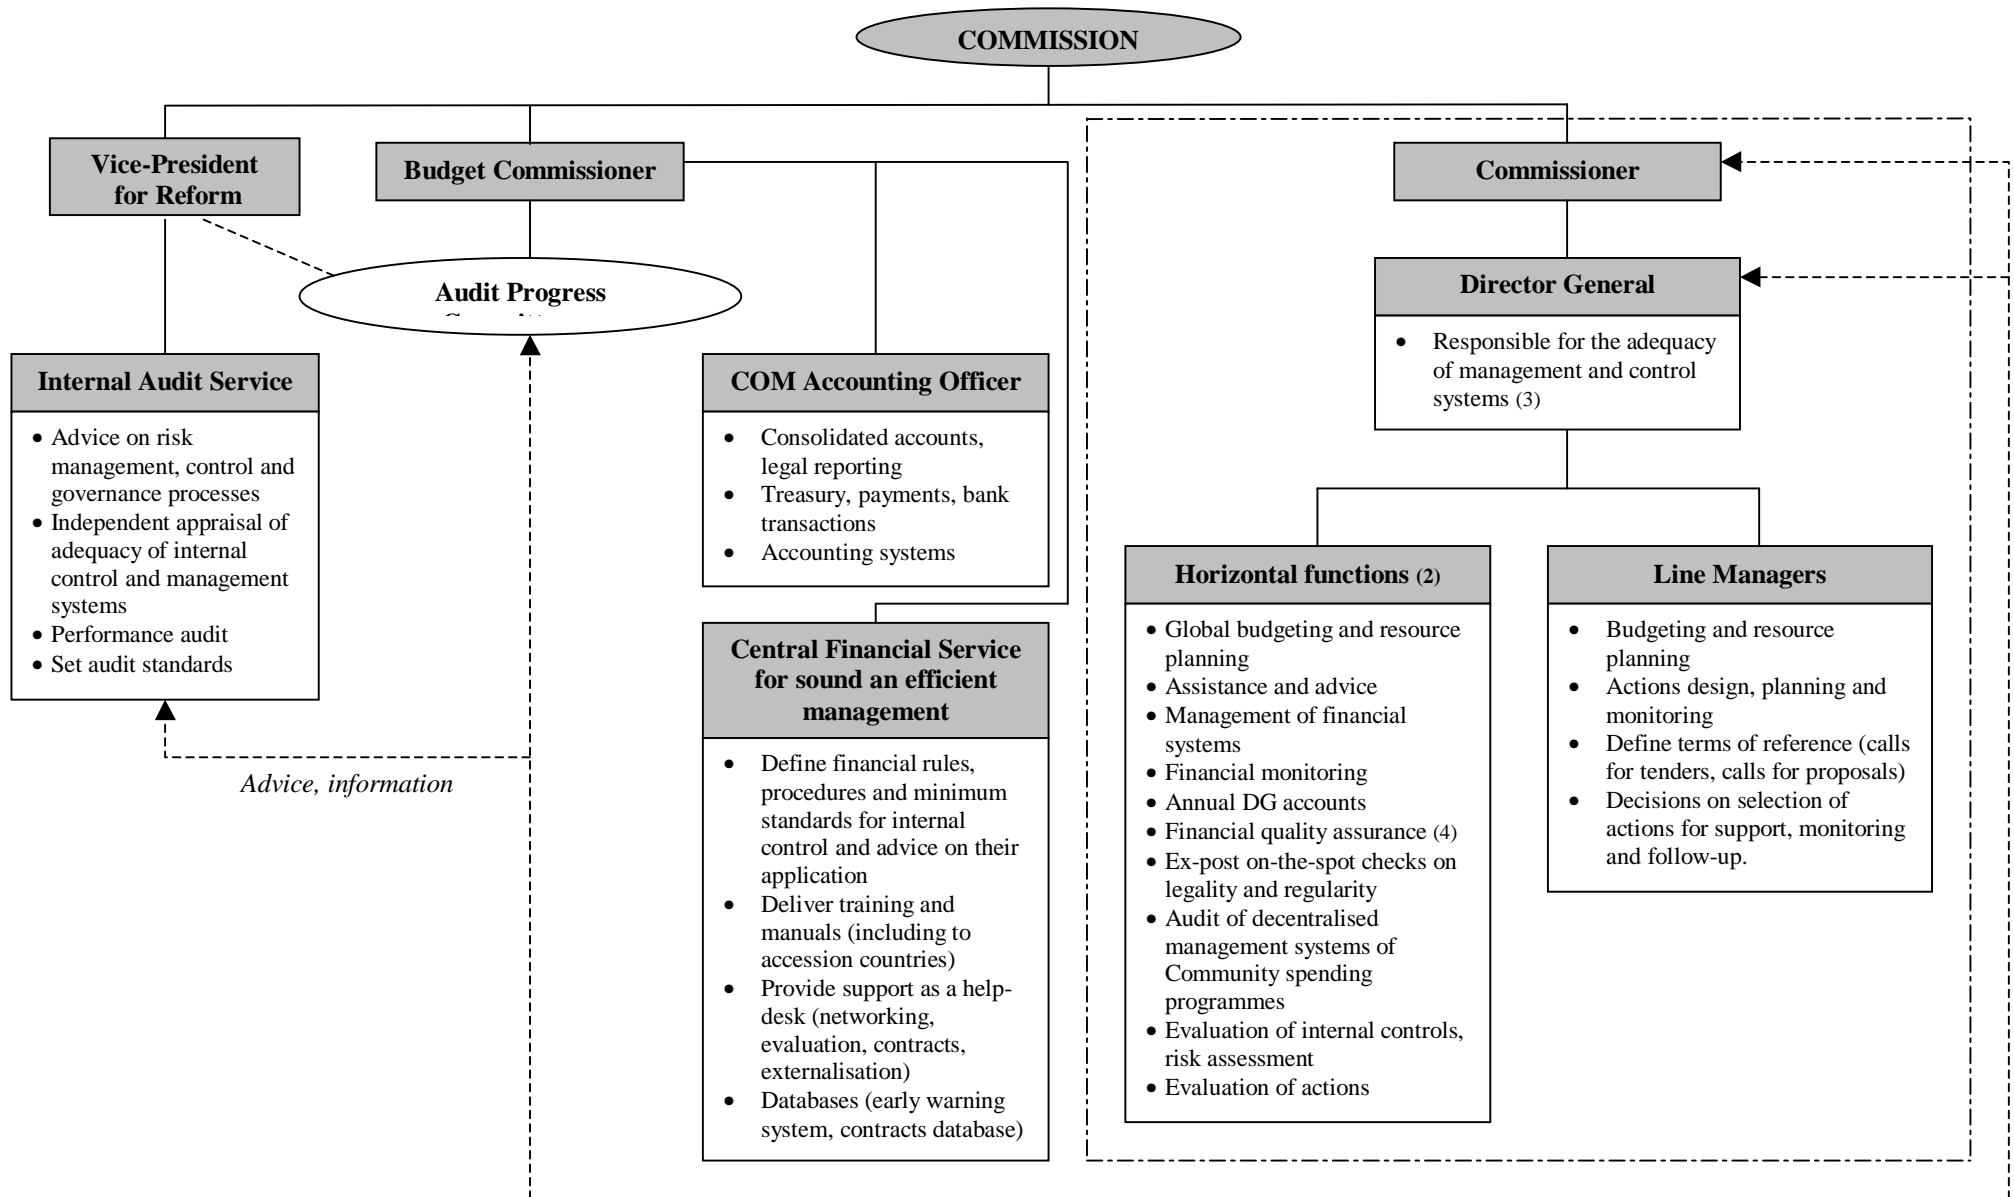 COMMISSION
Vice-President
for Reform
Budget Commissioner
Commissioner
Audit Progress
Director General
• Responsible for the adequacy
of management and control
systems (3)
Internal Audit Service
• Advice on risk
management, control and
governance processes
• Independent appraisal of
adequacy of internal
control and management
systems
• Performance audit
• Set audit standards
Advice, information
COM Accounting Officer
• Consolidated accounts,
legal reporting
• Treasury, payments, bank
transactions
• Accounting systems
Central Financial Service
for sound an efficient
management
• Define financial rules,
procedures and minimum
standards for internal
control and advice on their
application
• Deliver training and
manuals (including to
accession countries)
• Provide support as a help-
desk (networking,
evaluation, contracts,
externalisation)
• Databases (early warning
system, contracts database)
Horizontal functions (2)
• Global budgeting and resource
planning
• Assistance and advice
• Management of financial
systems
• Financial monitoring
• Annual DG accounts
• Financial quality assurance (4)
• Ex-post on-the-spot checks on
legality and regularity
• Audit of decentralised
management systems of
Community spending
programmes
• Evaluation of internal controls,
risk assessment
• Evaluation of actions
Line Managers
• Budgeting and resource
planning
• Actions design, planning and
monitoring
• Define terms of reference (calls
for tenders, calls for proposals)
• Decisions on selection of
actions for support, monitoring
and follow-up.